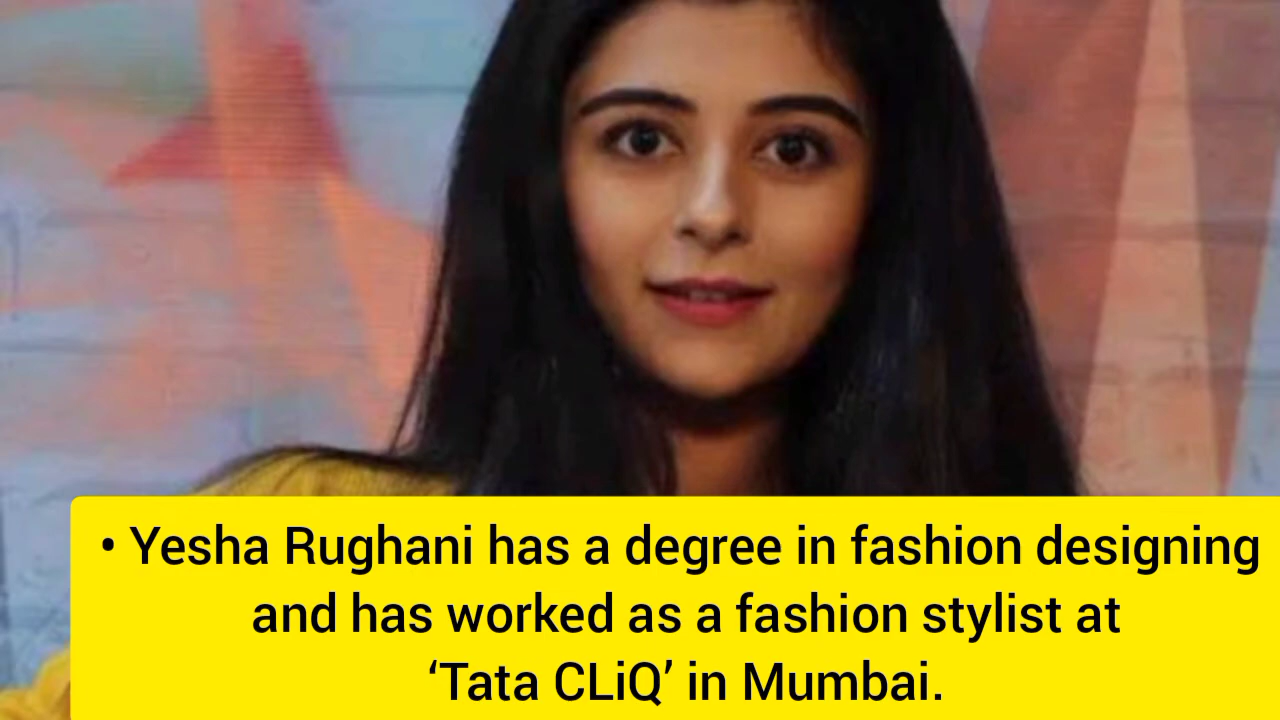 • Yesha Rughani has a degree in fashion designing
and has worked as a fashion stylist at
‘Tata CLiQ’ in Mumbai.